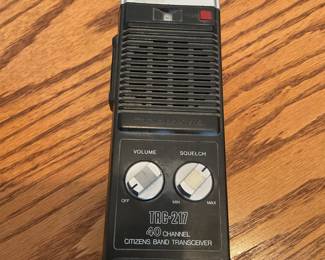 VOLUME SQUELCH
OFF MIN MAX
TRC-217
40 CHANNEL
CITIZENS BAND TRANSCEIVER